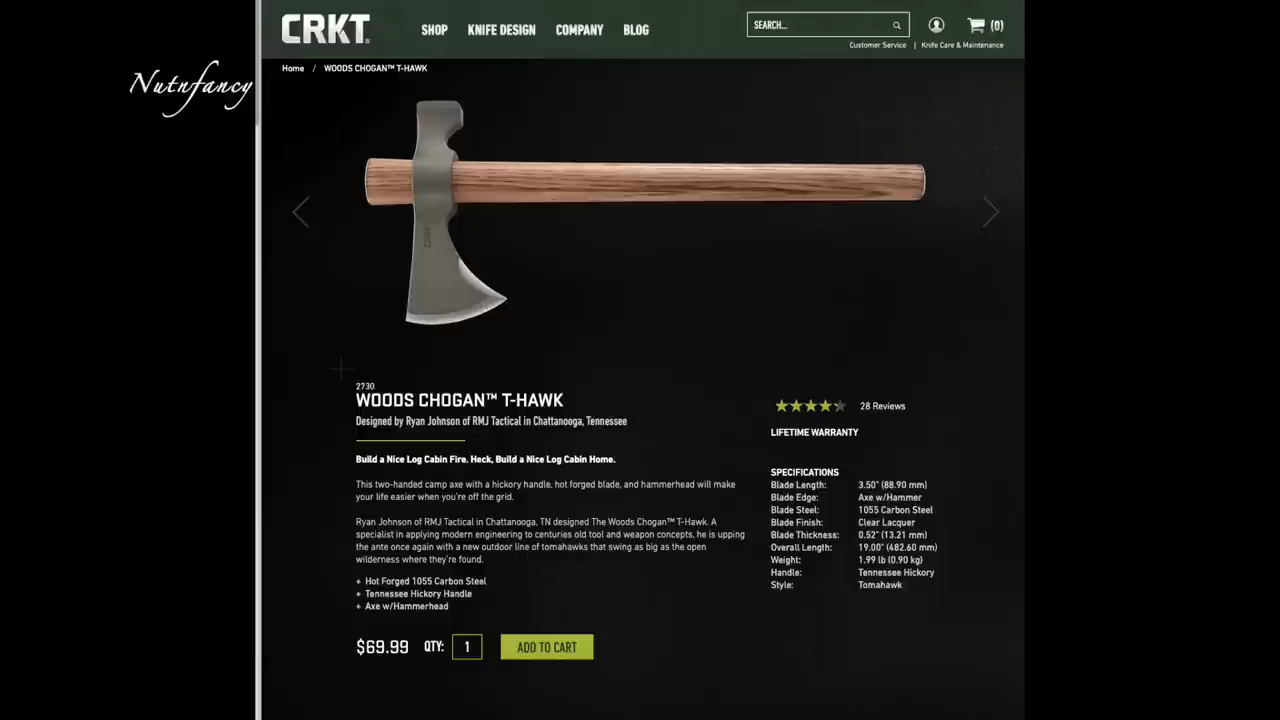 CRKT
SHOP KNIFE DESIGN COMPANY BLOG
SEARCH...
(0)
Customer Service | Knife Care & Maintenance
Nutnfancy
Home / WOODS CHOGAN™ T-HAWK
CRKT
2730
WOODS CHOGAN™ T-HAWK
Designed by Ryan Johnson of RMJ Tactical in Chattanooga, Tennessee
Build a Nice Log Cabin Fire. Heck, Build a Nice Log Cabin Home.
This two-handed camp axe with a hickory handle, hot forged blade, and hammerhead will make
your life easier when you're off the grid.
Ryan Johnson of RMJ Tactical in Chattanooga, TN designed The Woods Chogan™ T-Hawk. A
specialist in applying modern engineering to centuries old tool and weapon concepts, he is upping
the ante once again with a new outdoor line of tomahawks that swing as big as the open
wilderness where they're found.
+ Hot Forged 1055 Carbon Steel
+ Tennessee Hickory Handle
+ Axe w/Hammerhead
$69.99 QTY: 1 ADD TO CART
28 Reviews
LIFETIME WARRANTY
SPECIFICATIONS
Blade Length: 3.50" (88.90 mm)
Blade Edge: Axe w/Hammer
Blade Steel: 1055 Carbon Steel
Blade Finish: Clear Lacquer
Blade Thickness: 0.52" (13.21 mm)
Overall Length: 19.00" (482.60 mm)
Weight: 1.99 lb (0.90 kg)
Handle: Tennessee Hickory
Style: Tomahawk